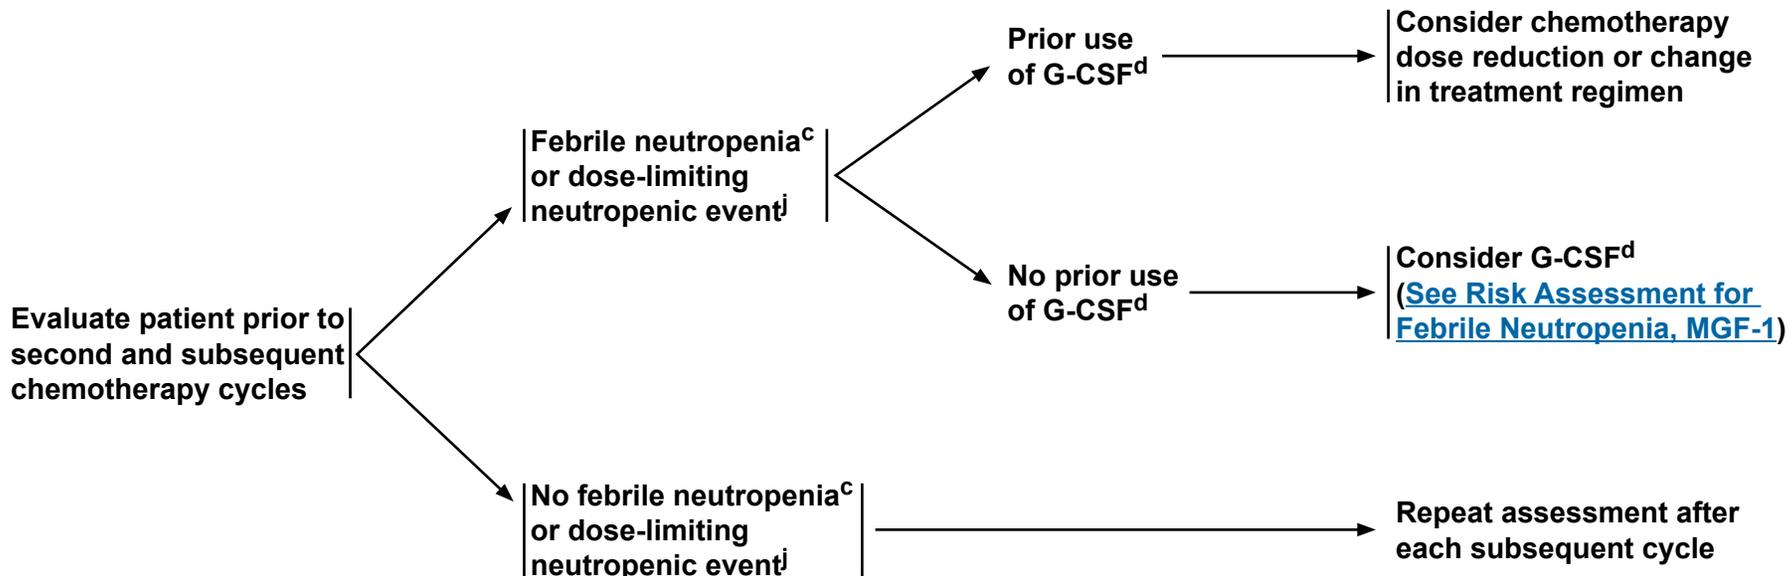 Prior use
of G-CSFd
Consider chemotherapy
dose reduction or change
in treatment regimen
Febrile neutropeniac
or dose-limiting
neutropenic eventj
No prior use
of G-CSFd
Consider G-CSFd
(See Risk Assessment for
Febrile Neutropenia, MGF-1)
Evaluate patient prior to
second and subsequent
chemotherapy cycles
No febrile neutropeniac
or dose-limiting
neutropenic eventj
Repeat assessment after
each subsequent cycle